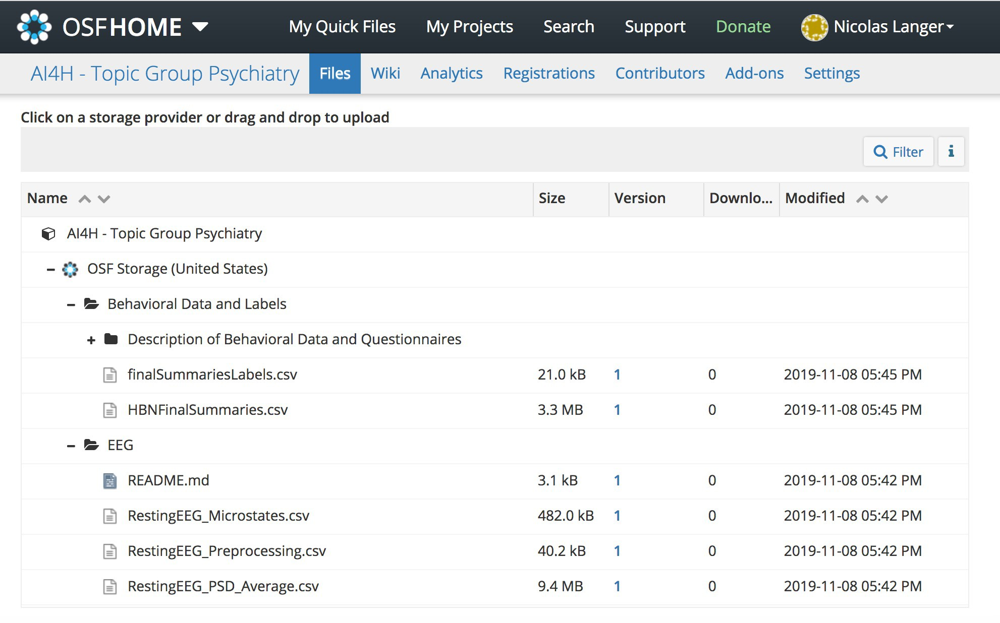 OSFHOME My Quick Files My Projects Search Support Donate Nicolas Langer
AI4H - Topic Group Psychiatry Files Wiki Analytics Registrations Contributors Add-ons Settings
Click on a storage provider or drag and drop to upload
Filter i
Name Size Version Downlo... Modified
AI4H - Topic Group Psychiatry
OSF Storage (United States)
Behavioral Data and Labels
Description of Behavioral Data and Questionnaires
finalSummariesLabels.csv 21.0 kB 1 0 2019-11-08 05:45 PM
HBNFinalSummaries.csv 3.3 MB 1 0 2019-11-08 05:45 PM
EEG
README.md 3.1 kB 1 0 2019-11-08 05:42 PM
RestingEEG_Microstates.csv 482.0 kB 1 0 2019-11-08 05:42 PM
RestingEEG_Preprocessing.csv 40.2 kB 1 0 2019-11-08 05:42 PM
RestingEEG_PSD_Average.csv 9.4 MB 1 0 2019-11-08 05:42 PM